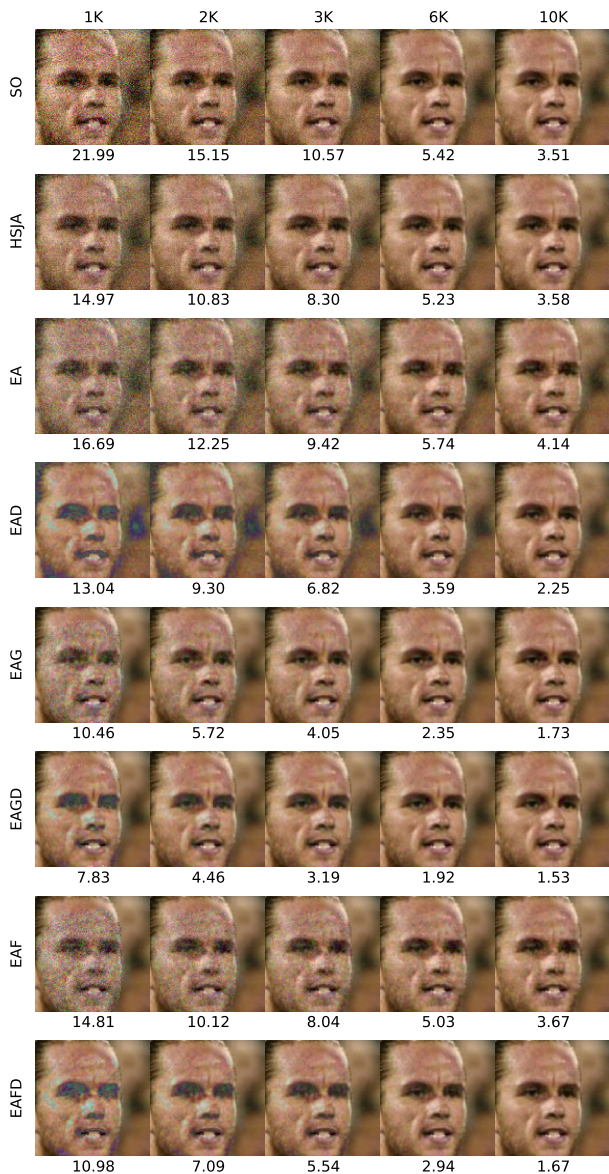 1K 2K 3K 6K 10K
SO
21.99 15.15 10.57 5.42 3.51
HSJA
14.97 10.83 8.30 5.23 3.58
EA
16.69 12.25 9.42 5.74 4.14
EAD
13.04 9.30 6.82 3.59 2.25
EAG
10.46 5.72 4.05 2.35 1.73
EAGD
7.83 4.46 3.19 1.92 1.53
EAF
14.81 10.12 8.04 5.03 3.67
EAFD
10.98 7.09 5.54 2.94 1.67